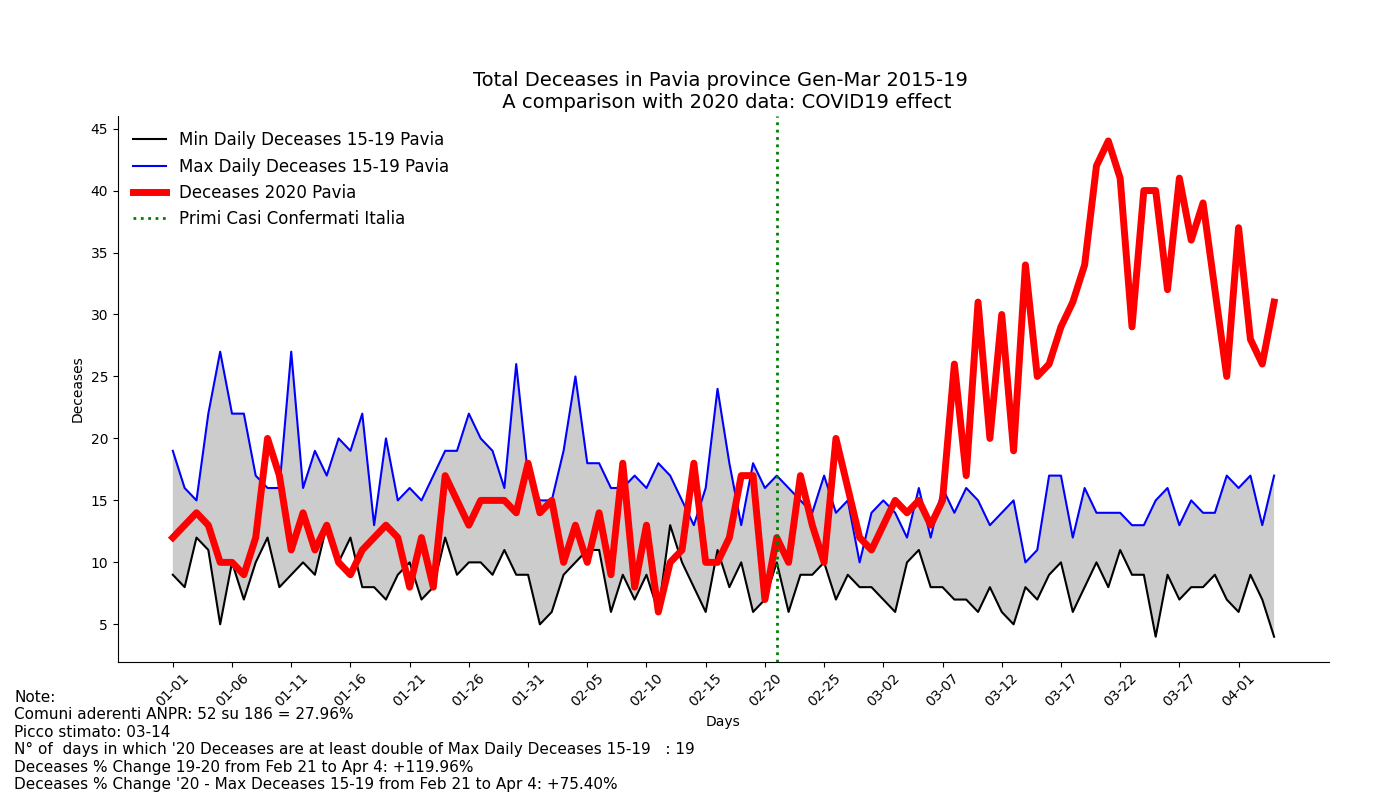 Total Deceases in Pavia province Gen-Mar 2015-19
A comparison with 2020 data: COVID19 effect
Min Daily Deceases 15-19 Pavia
Max Daily Deceases 15-19 Pavia
Deceases 2020 Pavia
Primi Casi Confermati Italia
45
40
35
30
25
20
15
10
5
Deceases
01-01
01-06
01-11
01-16
01-21
01-26
01-31
02-05
02-10
02-15
02-20
02-25
03-02
03-07
03-12
03-17
03-22
03-27
04-01
Days
Note:
Comuni aderenti ANPR: 52 su 186 = 27.96%
Picco stimato: 03-14
N° of  days in which '20 Deceases are at least double of Max Daily Deceases 15-19   : 19
Deceases % Change 19-20 from Feb 21 to Apr 4: +119.96%
Deceases % Change '20 - Max Deceases 15-19 from Feb 21 to Apr 4: +75.40%